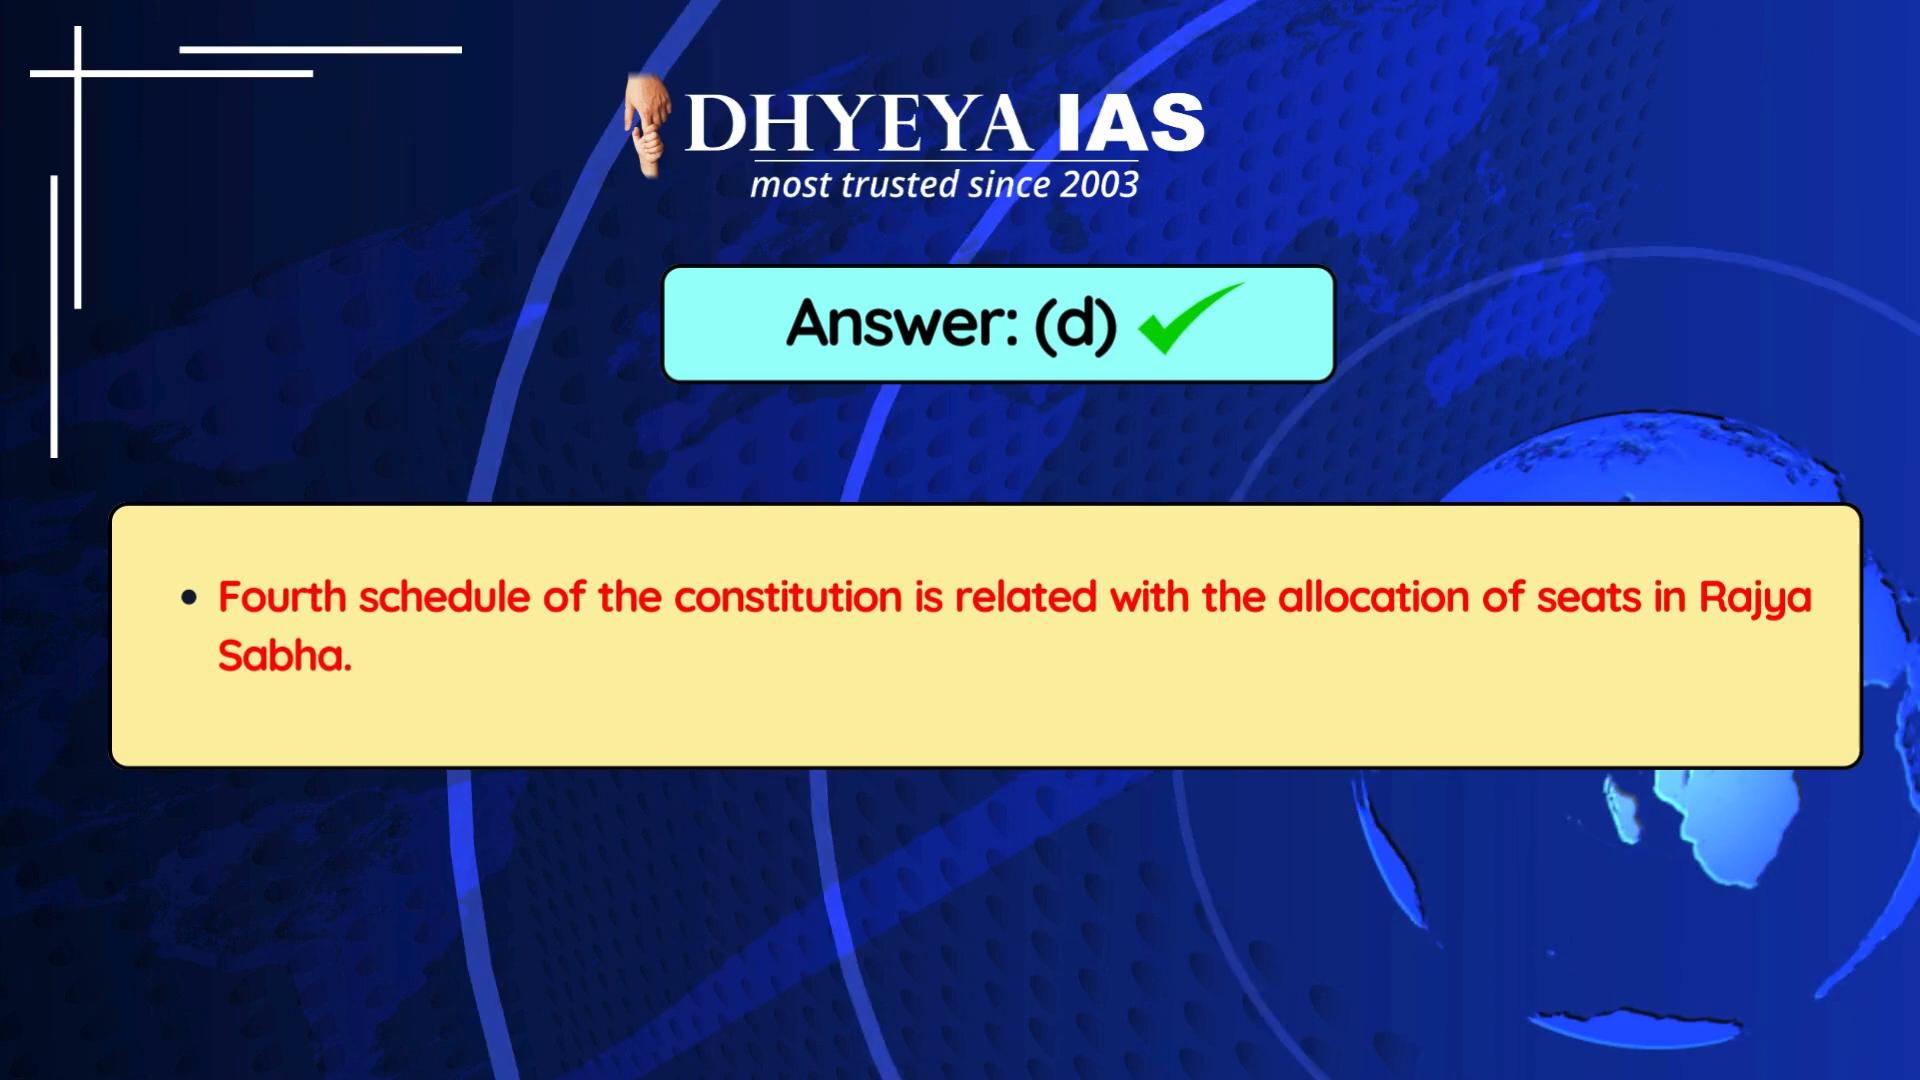 DHYEYA IAS
most trusted since 2003
Answer: (d)
• Fourth schedule of the constitution is related with the allocation of seats in Rajya
Sabha.